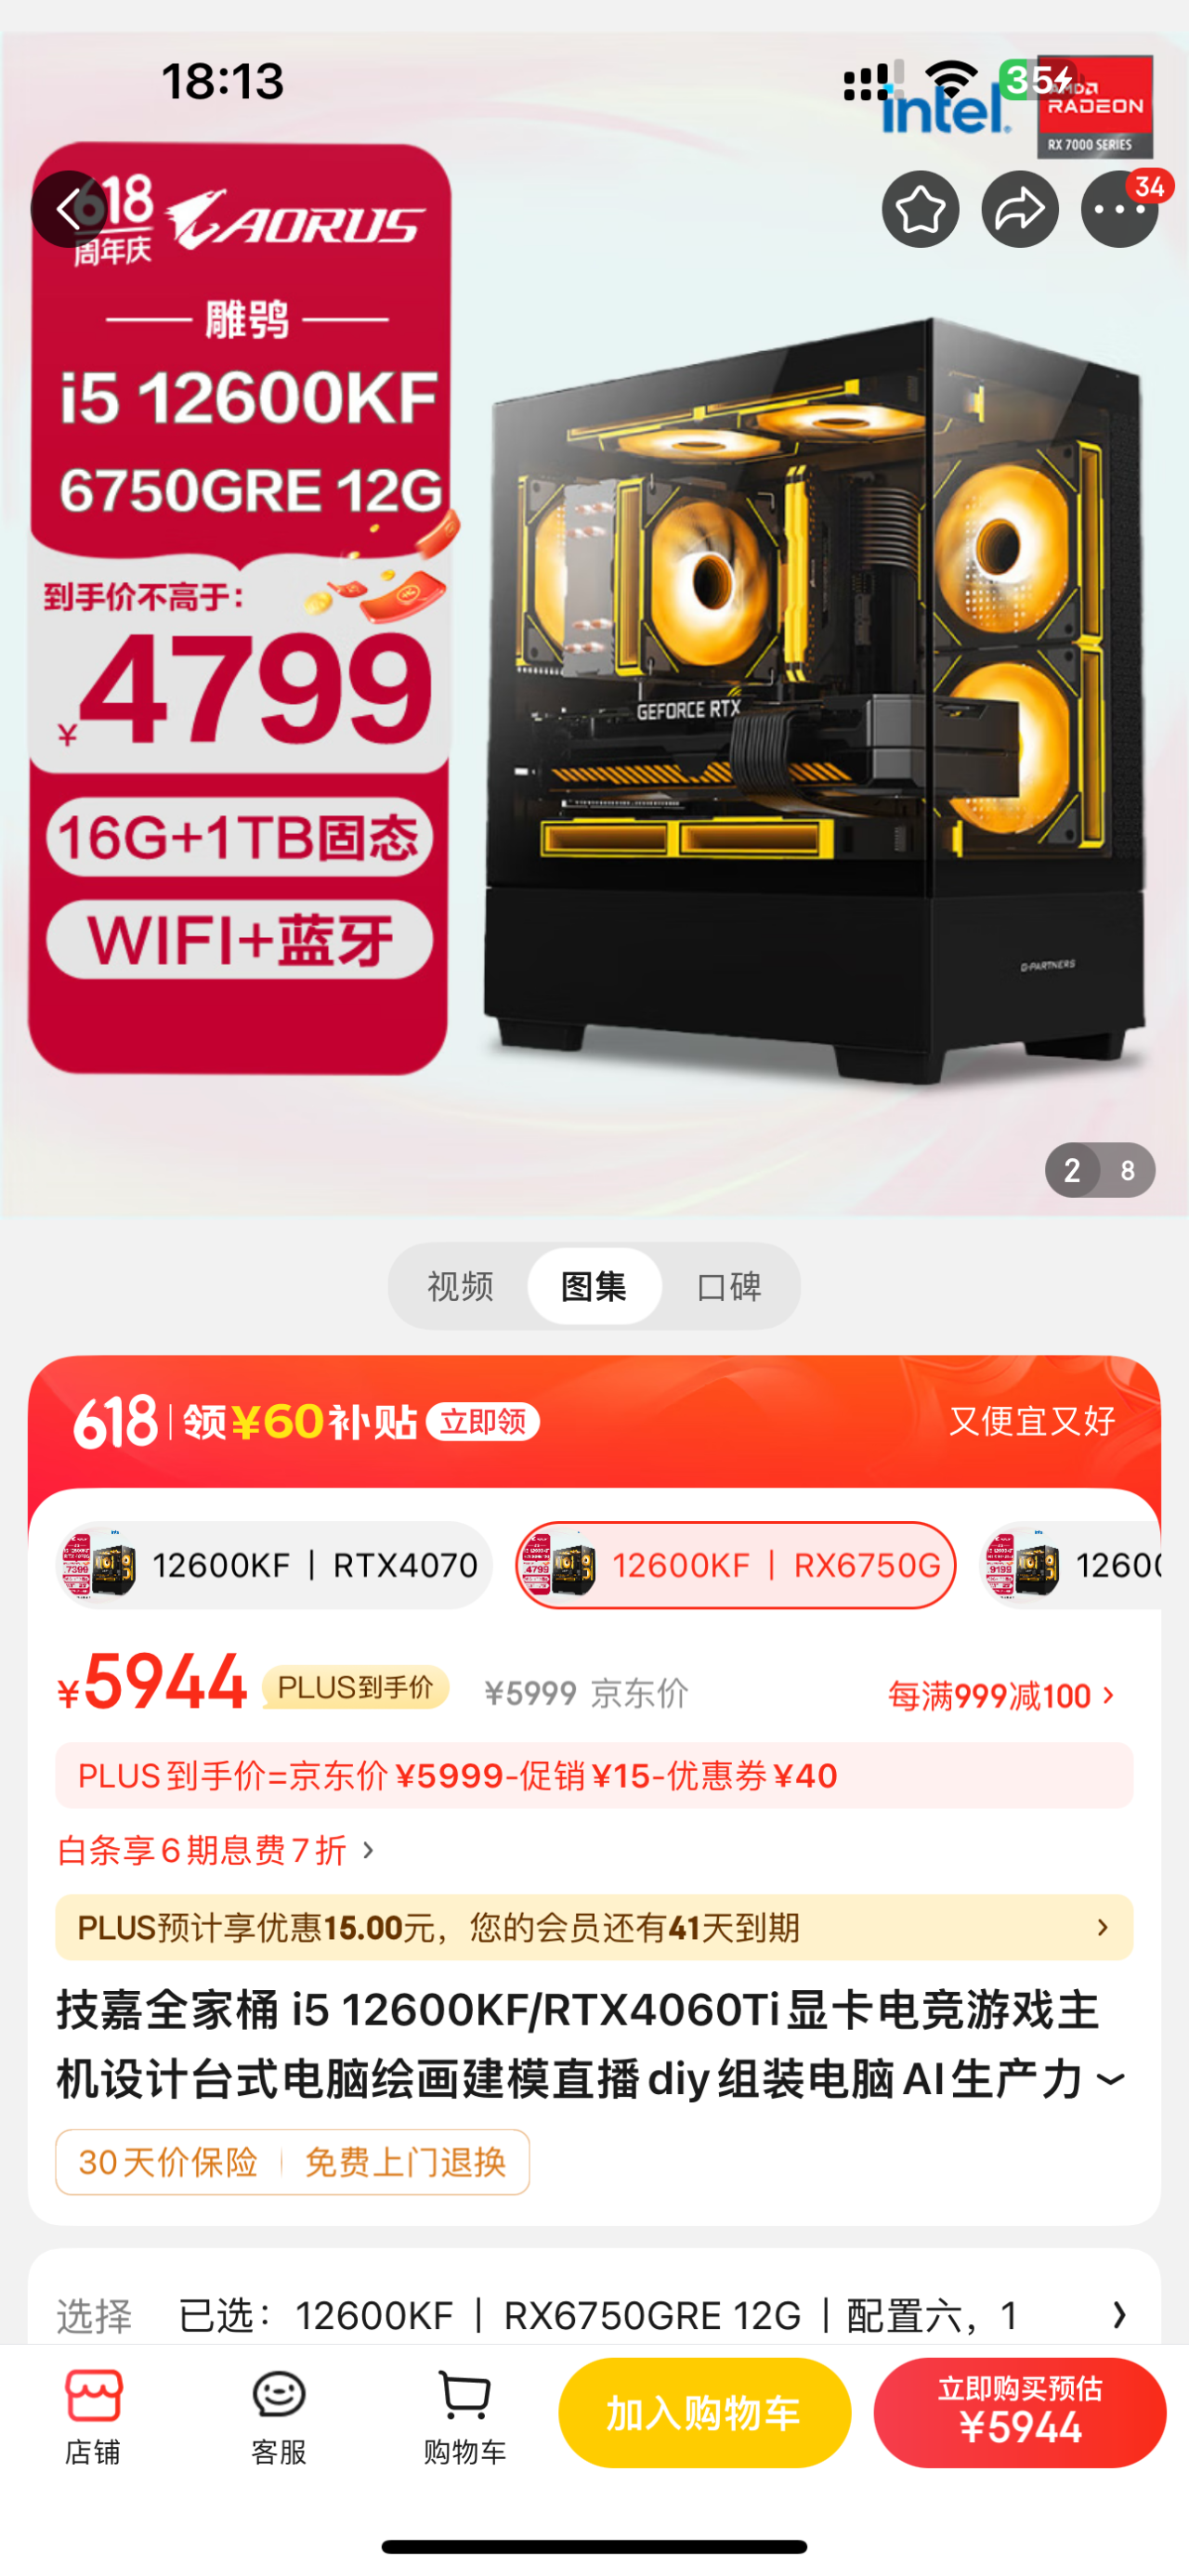 18:13
35
intel.
AMD
RADEON
RX 7000 SERIES
34
618
周年庆
AORUS
雕鸮
i5 12600KF
6750GRE 12G
到手价不高于：
¥4799
16G+1TB固态
WIFI+蓝牙
GEFORCE RTX
G-PARTNERS
2 8
视频 图集 口碑
618 领¥60补贴 立即领 又便宜又好
12600KF | RTX4070 12600KF | RX6750G 1260
¥5944 PLUS到手价 ¥5999 京东价 每满999减100 >
PLUS到手价=京东价¥5999-促销¥15-优惠券¥40
白条享6期息费7折 >
PLUS预计享优惠15.00元，您的会员还有41天到期 >
技嘉全家桶 i5 12600KF/RTX4060Ti显卡电竞游戏主
机设计台式电脑绘画建模直播diy组装电脑AI生产力
30天价保险 | 免费上门退换
选择 已选：12600KF | RX6750GRE 12G | 配置六，1 >
店铺 客服 购物车 加入购物车 立即购买预估
¥5944